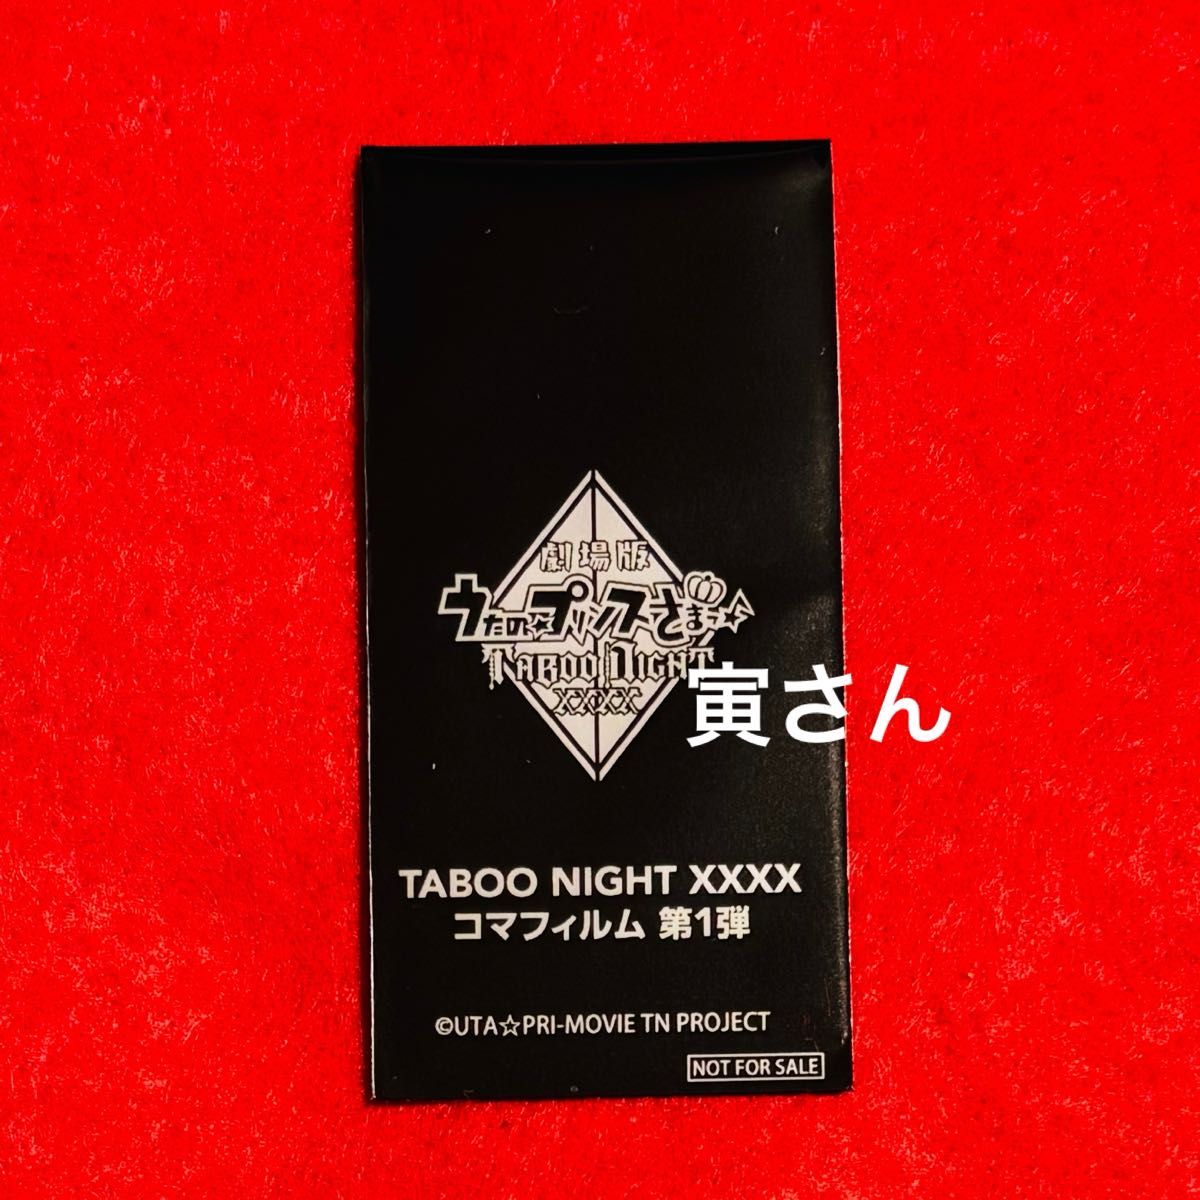 劇場版
うたの☆プリンスさまっ♪
TABOO NIGHT
XXXX
寅さん
TABOO NIGHT XXXX
コマフィルム 第1弾
©UTA☆PRI-MOVIE TN PROJECT
NOT FOR SALE